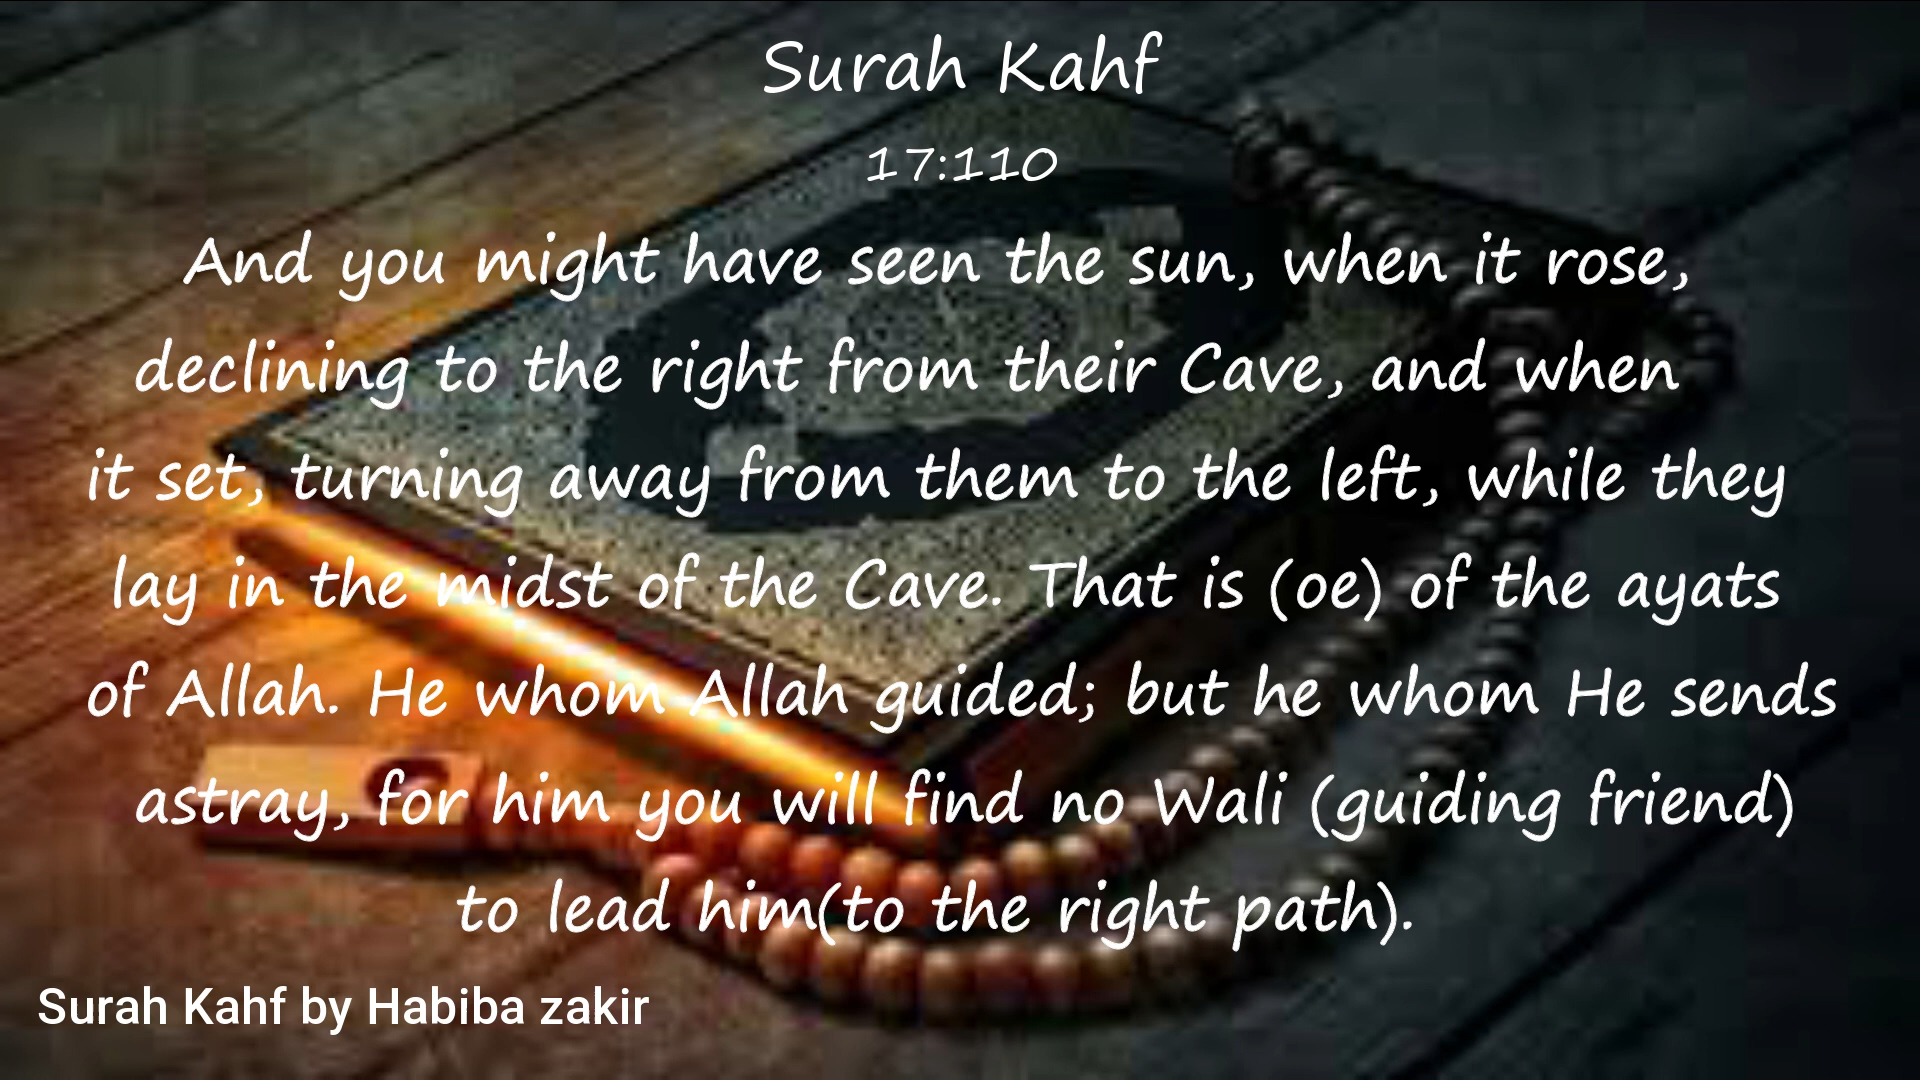 Surah Kahf
17:110
And you might have seen the sun, when it rose,
declining to the right from their Cave, and when
it set, turning away from them to the left, while they
lay in the midst of the Cave. That is (oe) of the ayats
of Allah. He whom Allah guided; but he whom He sends
astray, for him you will find no Wali (guiding friend)
to lead him(to the right path).
Surah Kahf by Habiba zakir